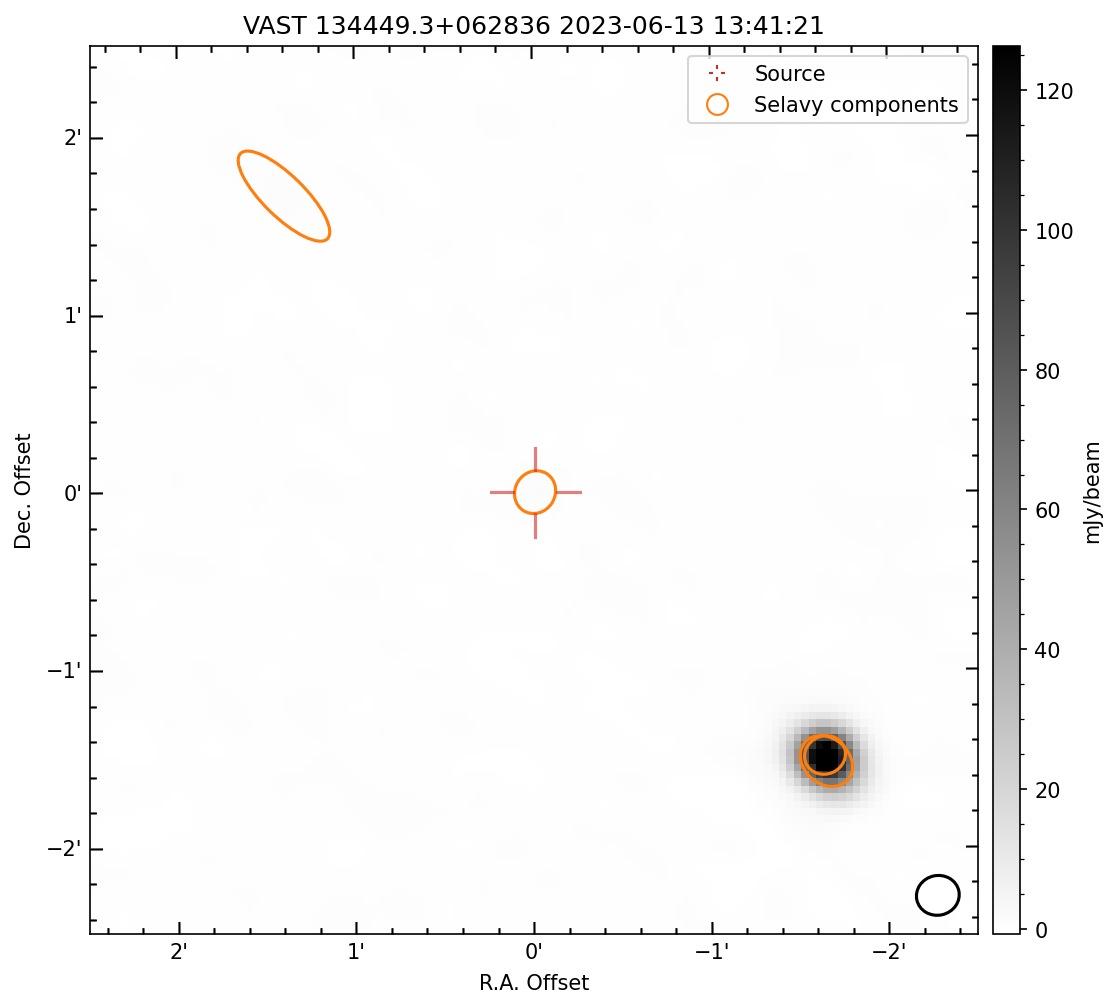 VAST 134449.3+062836 2023-06-13 13:41:21
Source
Selavy components
2'
1'
0'
−1'
−2'
Dec. Offset
2'
1'
0'
−1'
−2'
R.A. Offset
120
100
80
60
40
20
0
mJy/beam